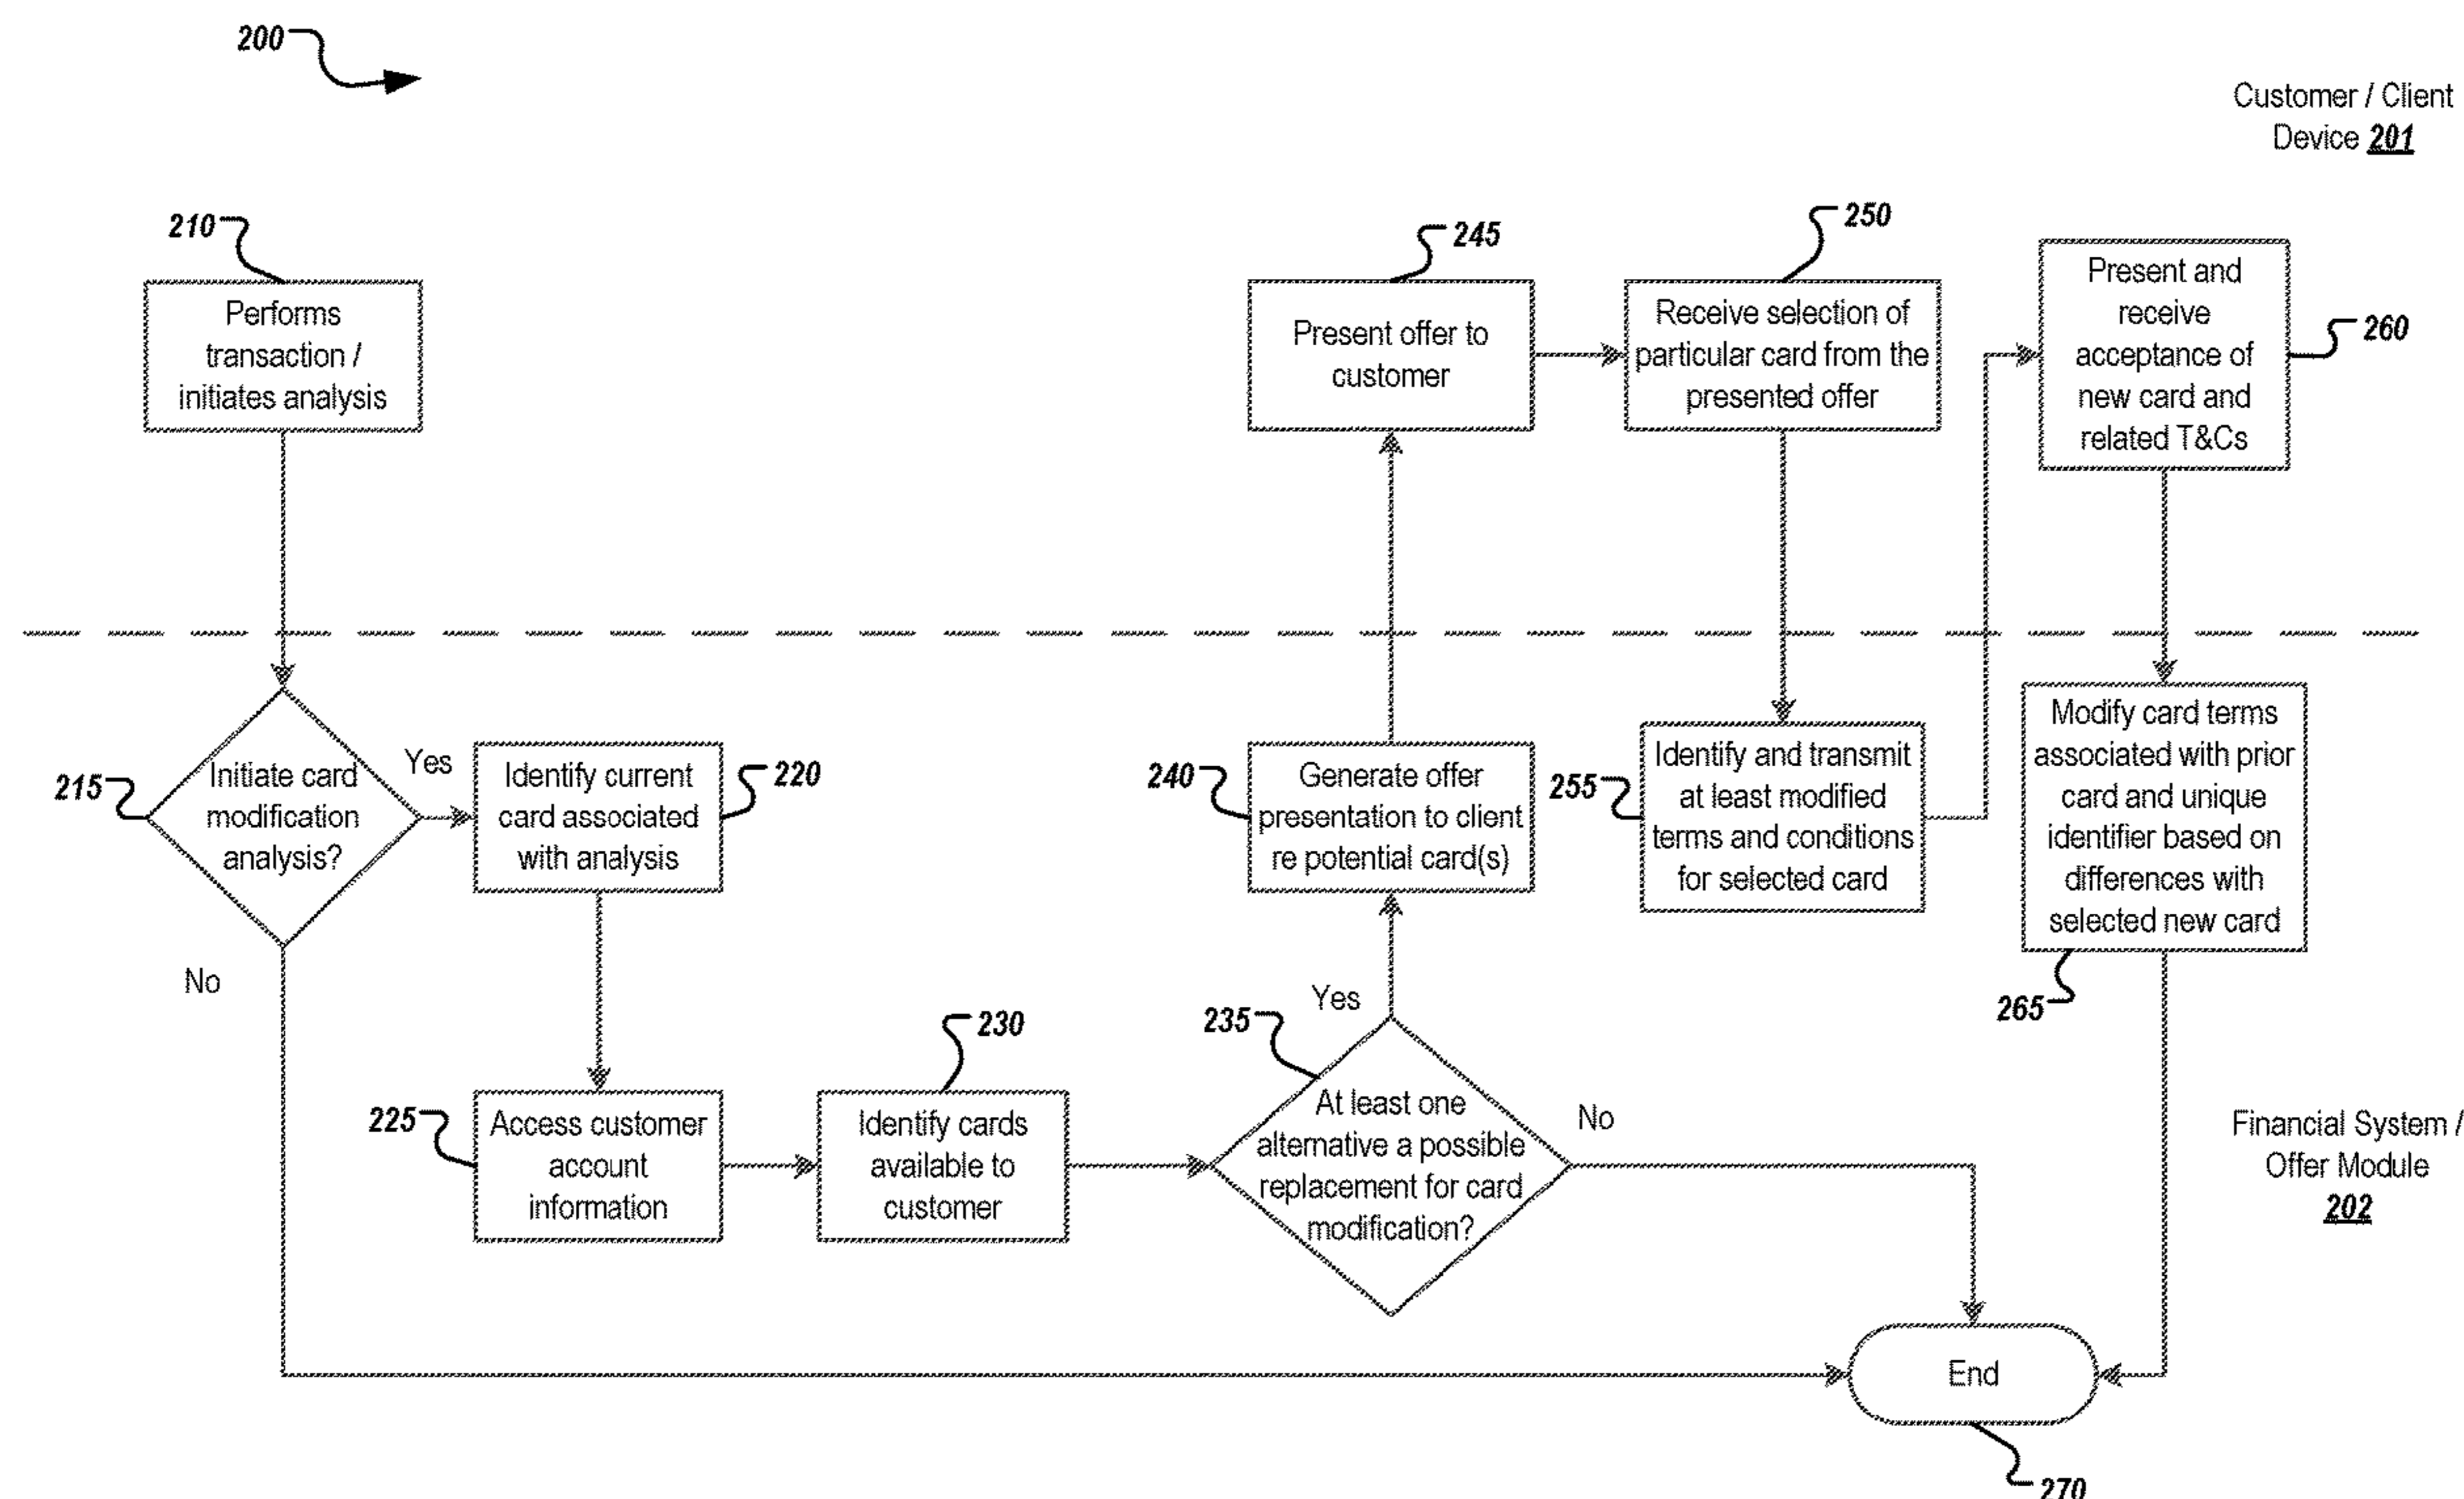 200
Customer / Client
Device 201
210
Performs
transaction /
initiates analysis
245
Present offer to
customer
250
Receive selection of
particular card from the
presented offer
260
Present and
receive
acceptance of
new card and
related T&Cs
215
Initiate card
modification
analysis?
Yes
No
220
Identify current
card associated
with analysis
240
Generate offer
presentation to client
re potential card(s)
255
Identify and transmit
at least modified
terms and conditions
for selected card
Modify card terms
associated with prior
card and unique
identifier based on
differences with
selected new card
265
225
Access customer
account
information
230
Identify cards
available to
customer
235
Yes
At least one
alternative a possible
replacement for card
modification?
No
Financial System /
Offer Module
202
End
270